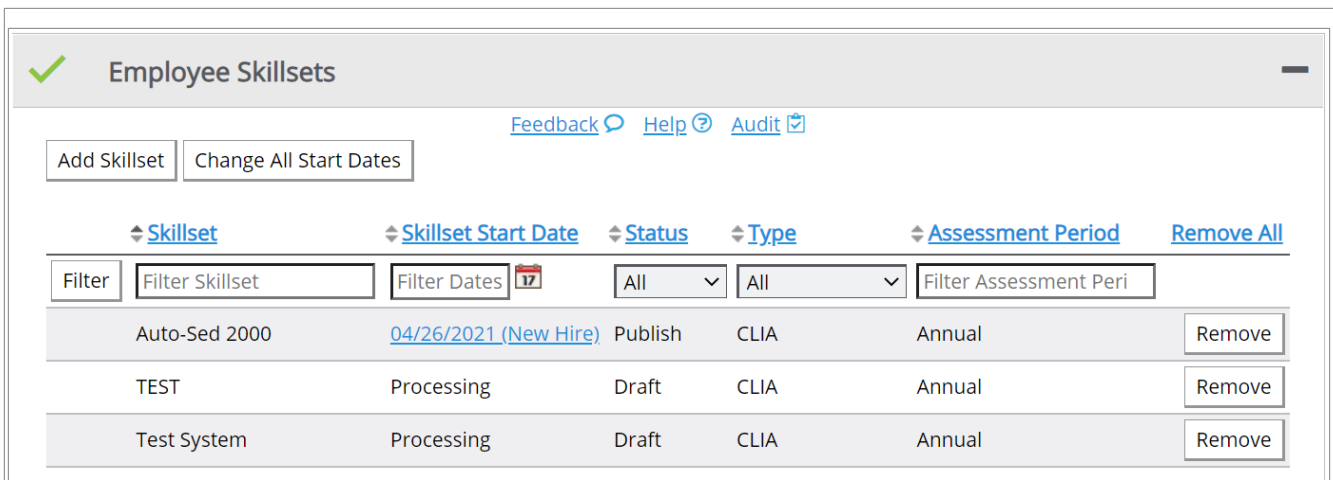 Employee Skillsets
Feedback Help Audit
Add Skillset Change All Start Dates
Skillset Skillset Start Date Status Type Assessment Period Remove All
Filter Filter Skillset Filter Dates 17 All All Filter Assessment Peri
Auto-Sed 2000 04/26/2021 (New Hire) Publish CLIA Annual Remove
TEST Processing Draft CLIA Annual Remove
Test System Processing Draft CLIA Annual Remove